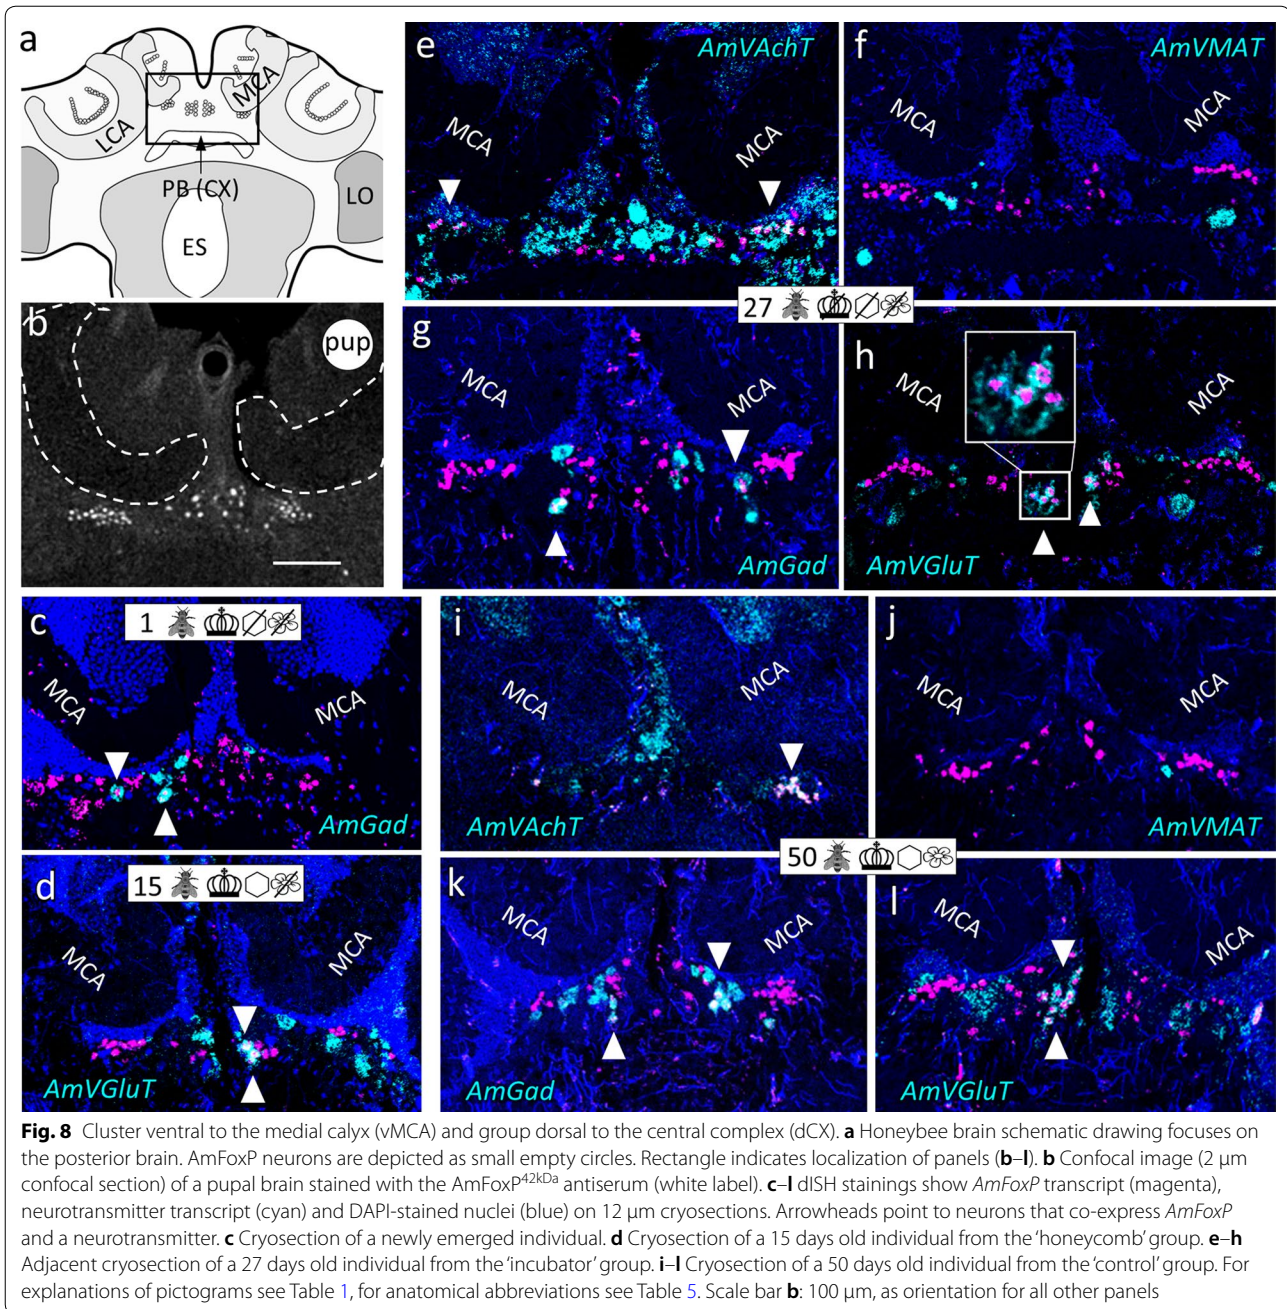 a
MCA
LCA
PB (CX)
LO
ES
b
pup
e
AmVAchT
MCA
MCA
f
AmVMAT
MCA
MCA
27
g
MCA
MCA
AmGad
h
MCA
MCA
AmVGluT
c
1
MCA
MCA
AmGad
d
15
MCA
MCA
AmVGluT
i
MCA
MCA
AmVAchT
j
MCA
MCA
AmVMAT
50
k
MCA
MCA
AmGad
l
MCA
MCA
AmVGluT
Fig. 8 Cluster ventral to the medial calyx (vMCA) and group dorsal to the central complex (dCX). a Honeybee brain schematic drawing focuses on
the posterior brain. AmFoxP neurons are depicted as small empty circles. Rectangle indicates localization of panels (b–l). b Confocal image (2 µm
confocal section) of a pupal brain stained with the AmFoxP42kDa antiserum (white label). c–l dISH stainings show AmFoxP transcript (magenta),
neurotransmitter transcript (cyan) and DAPI-stained nuclei (blue) on 12 µm cryosections. Arrowheads point to neurons that co-express AmFoxP
and a neurotransmitter. c Cryosection of a newly emerged individual. d Cryosection of a 15 days old individual from the ‘honeycomb’ group. e–h
Adjacent cryosection of a 27 days old individual from the ‘incubator’ group. i–l Cryosection of a 50 days old individual from the ‘control’ group. For
explanations of pictograms see Table 1, for anatomical abbreviations see Table 5. Scale bar b: 100 µm, as orientation for all other panels